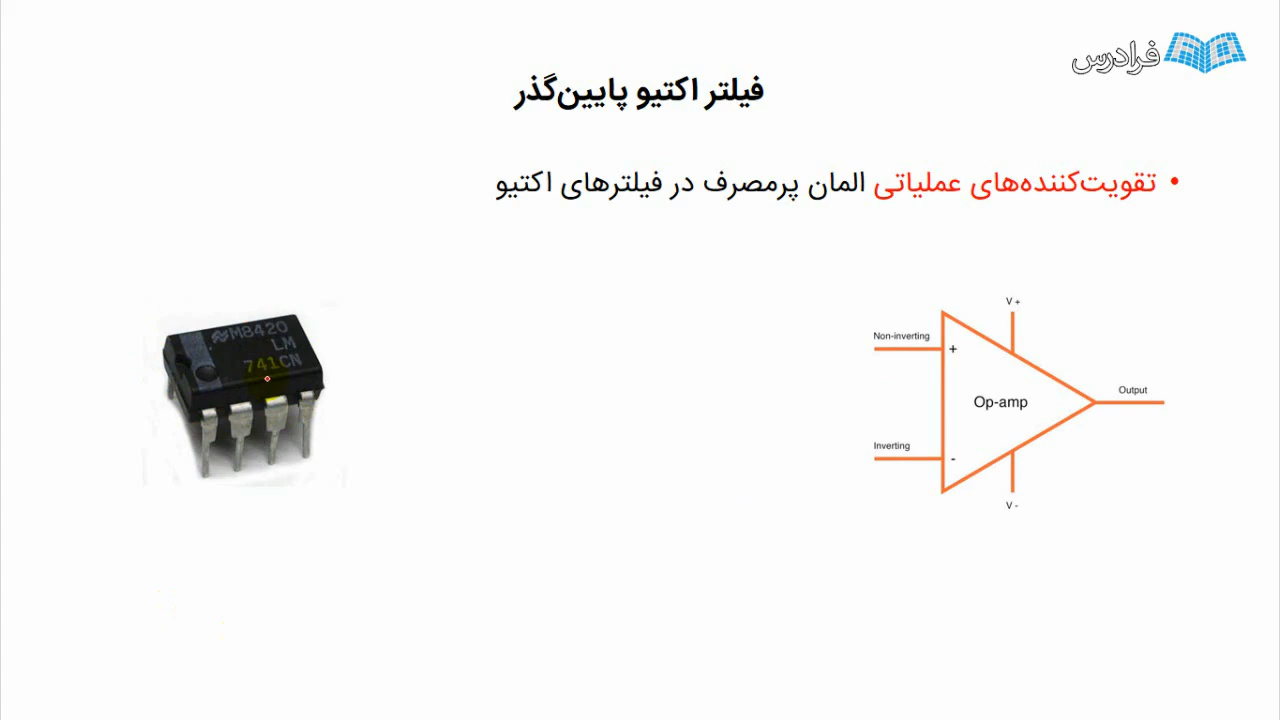 فرادرس
فیلتر اکتیو پایین‌گذر
• تقویت‌کننده‌های عملیاتی المان پرمصرف در فیلترهای اکتیو
M8420
LM
741CN
V +
Non-inverting
+
Output
Op-amp
Inverting
-
V -